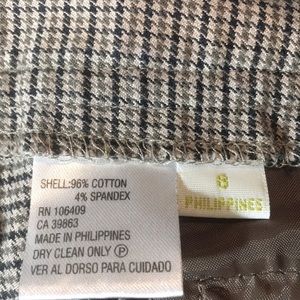 SHELL:96% COTTON
4% SPANDEX
RN 106409
CA 39863
MADE IN PHILIPPINES
DRY CLEAN ONLY Ⓟ
VER AL DORSO PARA CUIDADO
6
PHILIPPINES